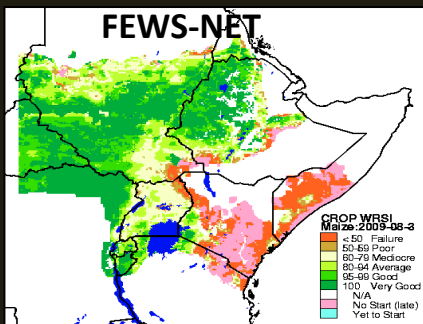 FEWS-NET
CROP WRSI
Maize:2009-08-3
<50 Failure
50-59 Poor
60-79 Mediocre
80-94 Average
95-99 Good
100 Very Good
N/A
No Start (late)
Yet to Start